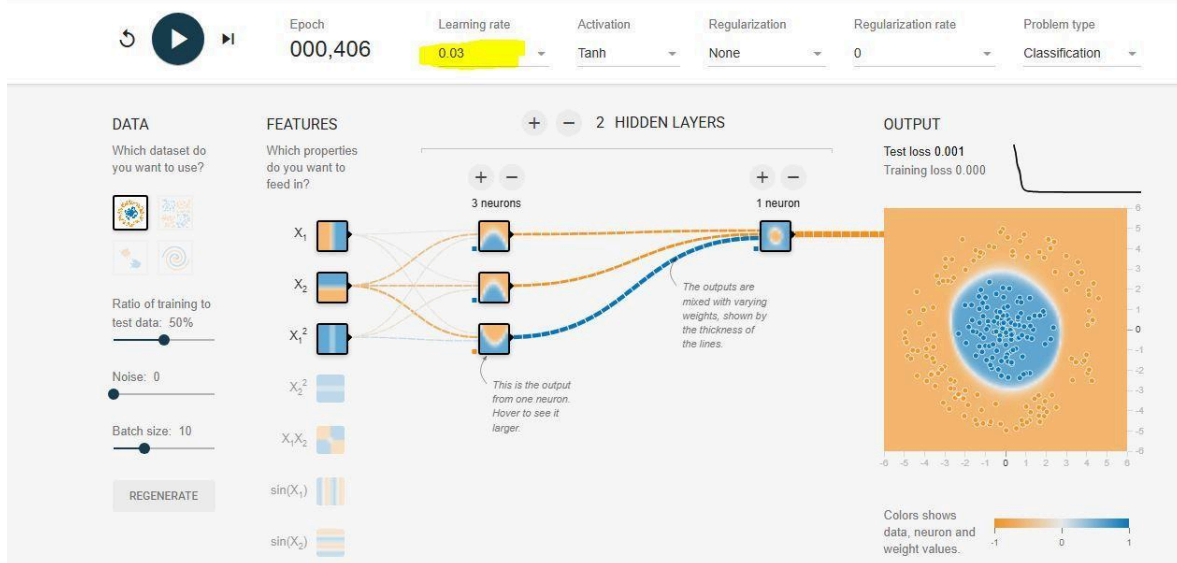 Epoch
000,406
Learning rate
0.03
Activation
Tanh
Regularization
None
Regularization rate
0
Problem type
Classification
DATA
Which dataset do
you want to use?
Ratio of training to
test data: 50%
Noise: 0
Batch size: 10
REGENERATE
FEATURES
Which properties
do you want to
feed in?
X₁
X₂
X₁²
X₂²
X₁X₂
sin(X₁)
sin(X₂)
+ − 2 HIDDEN LAYERS
+ −
3 neurons
+ −
1 neuron
The outputs are
mixed with varying
weights, shown by
the thickness of
the lines.
This is the output
from one neuron.
Hover to see it
larger.
OUTPUT
Test loss 0.001
Training loss 0.000
6
5
4
3
2
1
0
-1
-2
-3
-4
-5
-6
-6 -5 -4 -3 -2 -1 0 1 2 3 4 5 6
Colors shows
data, neuron and
weight values.
-1 0 1